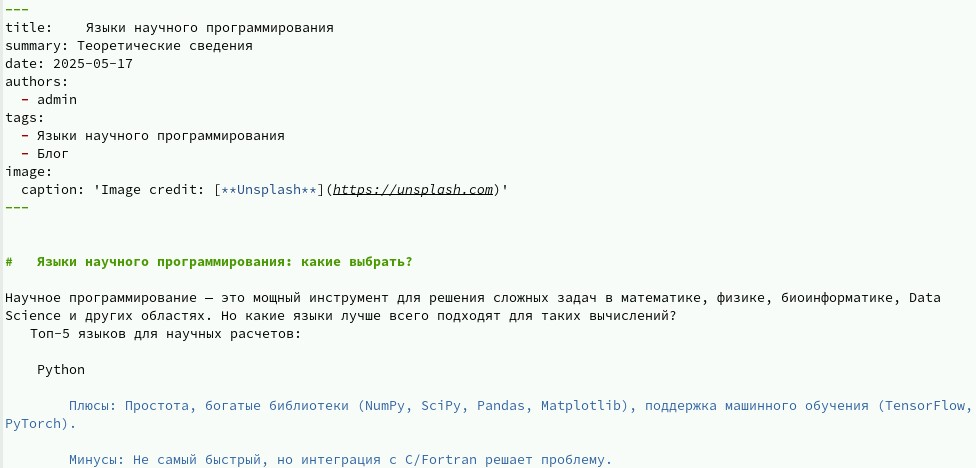 ---
title:    Языки научного программирования
summary: Теоретические сведения
date: 2025-05-17
authors:
  - admin
tags:
  - Языки научного программирования
  - Блог
image:
  caption: 'Image credit: [**Unsplash**](https://unsplash.com)'
---
#   Языки научного программирования: какие выбрать?
Научное программирование — это мощный инструмент для решения сложных задач в математике, физике, биоинформатике, Data
Science и других областях. Но какие языки лучше всего подходят для таких вычислений?
   Топ-5 языков для научных расчетов:
    Python
        Плюсы: Простота, богатые библиотеки (NumPy, SciPy, Pandas, Matplotlib), поддержка машинного обучения (TensorFlow,
PyTorch).
        Минусы: Не самый быстрый, но интеграция с C/Fortran решает проблему.